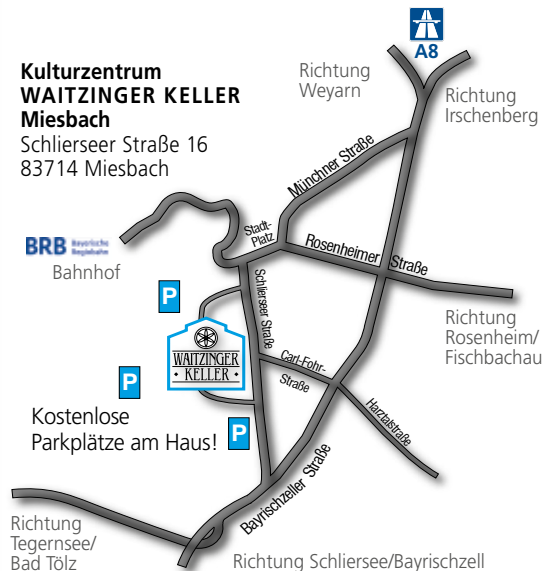 A8
Kulturzentrum
WAITZINGER KELLER
Miesbach
Schlierseer Straße 16
83714 Miesbach
Richtung
Weyarn
Richtung
Irschenberg
Münchner Straße
Stadt-
Platz
Rosenheimer Straße
BRB Bayerische
Regiobahn
Bahnhof
Schlierseer Straße
P
Richtung
Rosenheim/
Fischbachau
WAITZINGER
· KELLER ·
Carl-Fohr-
Straße
P
Harztalstraße
Kostenlose
Parkplätze am Haus!
P
Bayrischzeller Straße
Richtung
Tegernsee/
Bad Tölz
Richtung Schliersee/Bayrischzell